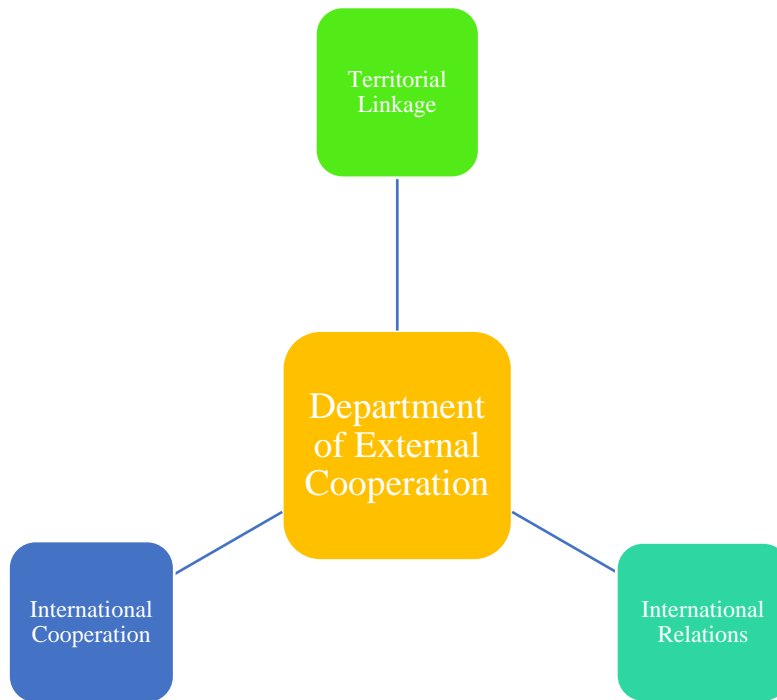 Territorial
Linkage
Department
of External
Cooperation
International
Cooperation
International
Relations